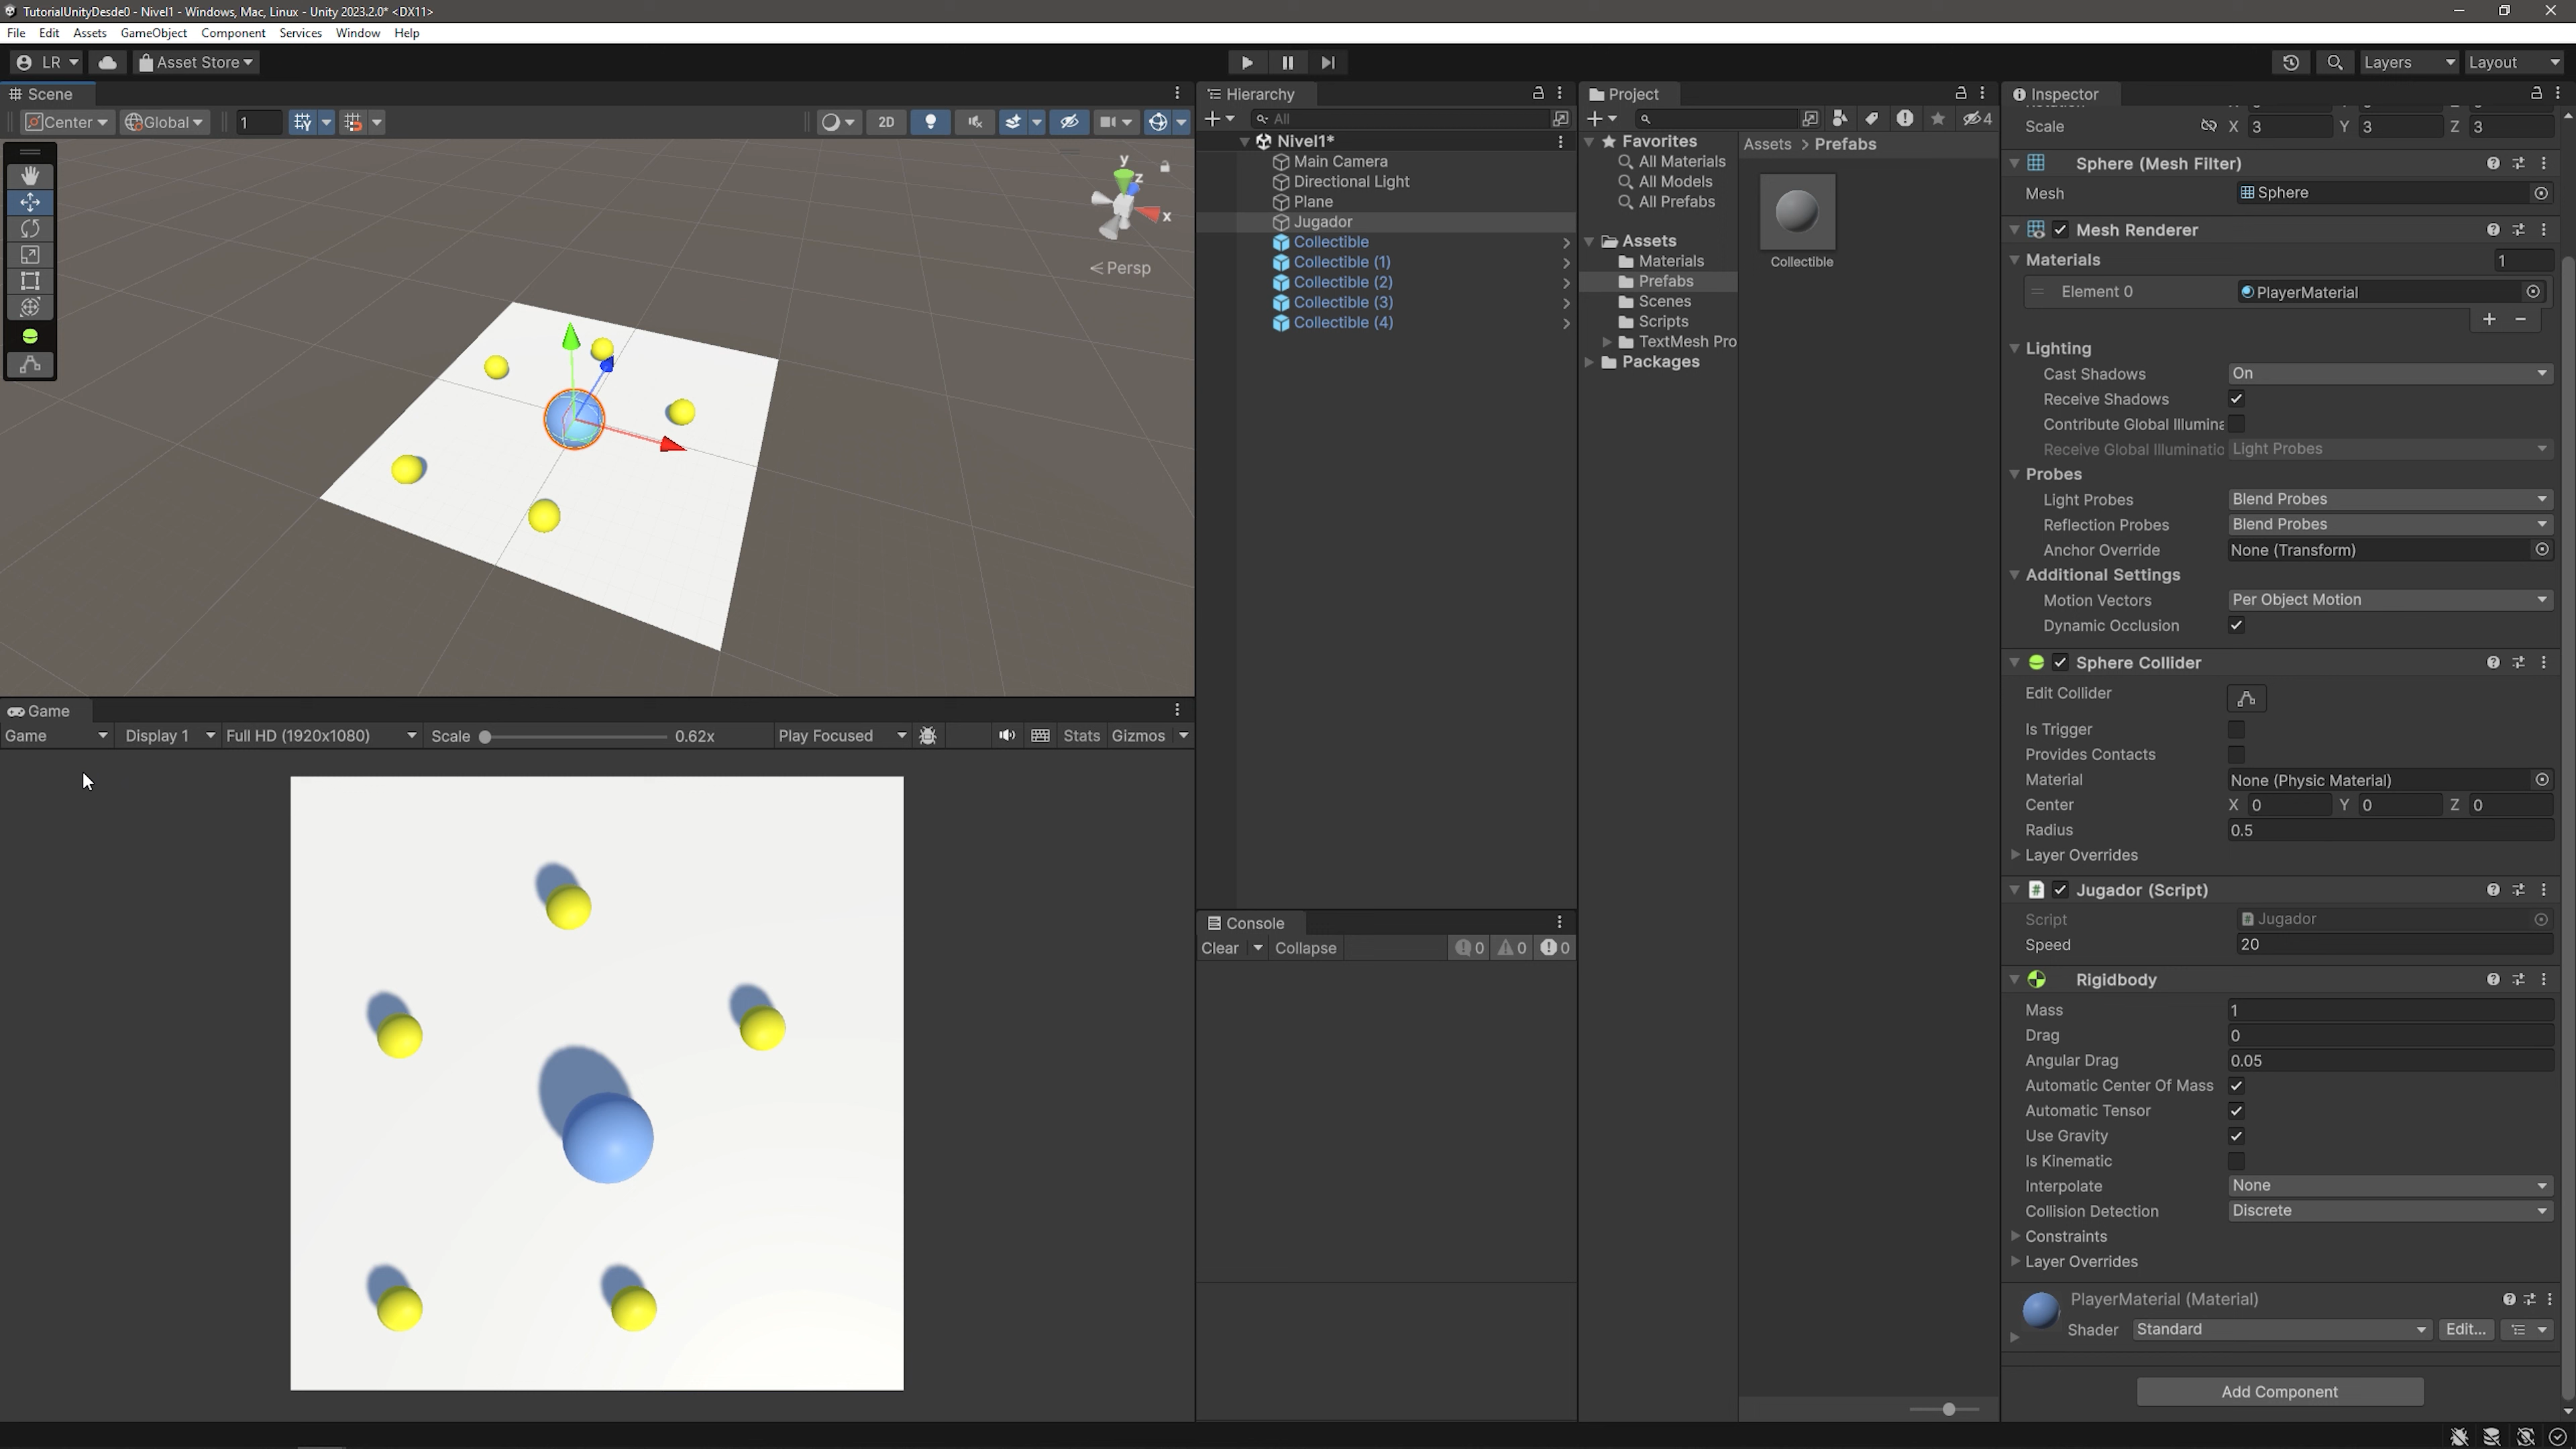 TutorialUnityDesde0 - Nivel1 - Windows, Mac, Linux - Unity 2023.2.0* <DX11>
File Edit Assets GameObject Component Services Window Help
LR Asset Store Layers Layout
Scene
Center Global 1 2D
y
z
x
Persp
Game
Game Display 1 Full HD (1920x1080) Scale 0.62x Play Focused Stats Gizmos
Hierarchy
All
Nivel1*
Main Camera
Directional Light
Plane
Jugador
Collectible
Collectible (1)
Collectible (2)
Collectible (3)
Collectible (4)
Console
Clear Collapse 0 0 0
Project
4
Favorites
All Materials
All Models
All Prefabs
Assets
Materials
Prefabs
Scenes
Scripts
TextMesh Pro
Packages
Assets > Prefabs
Collectible
Inspector
Scale X 3 Y 3 Z 3
Sphere (Mesh Filter)
Mesh Sphere
Mesh Renderer
Materials 1
Element 0 PlayerMaterial
Lighting
Cast Shadows On
Receive Shadows
Contribute Global Illumina
Receive Global Illuminatio Light Probes
Probes
Light Probes Blend Probes
Reflection Probes Blend Probes
Anchor Override None (Transform)
Additional Settings
Motion Vectors Per Object Motion
Dynamic Occlusion
Sphere Collider
Edit Collider
Is Trigger
Provides Contacts
Material None (Physic Material)
Center X 0 Y 0 Z 0
Radius 0.5
Layer Overrides
Jugador (Script)
Script Jugador
Speed 20
Rigidbody
Mass 1
Drag 0
Angular Drag 0.05
Automatic Center Of Mass
Automatic Tensor
Use Gravity
Is Kinematic
Interpolate None
Collision Detection Discrete
Constraints
Layer Overrides
PlayerMaterial (Material)
Shader Standard Edit...
Add Component